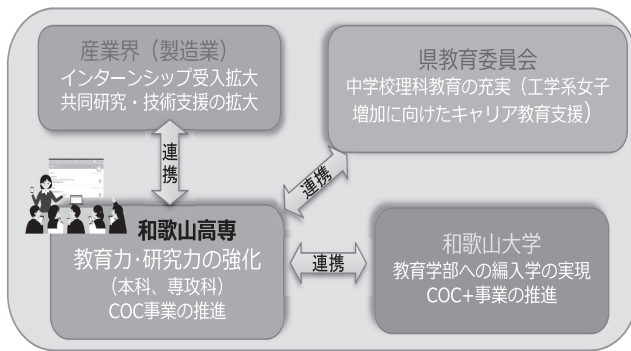 産業界（製造業）
インターンシップ受入拡大
共同研究・技術支援の拡大
県教育委員会
中学校理科教育の充実（工学系女子
増加に向けたキャリア教育支援）
連携
連携
和歌山高専
教育力・研究力の強化
（本科、専攻科）
COC事業の推進
連携
和歌山大学
教育学部への編入学の実現
COC+事業の推進